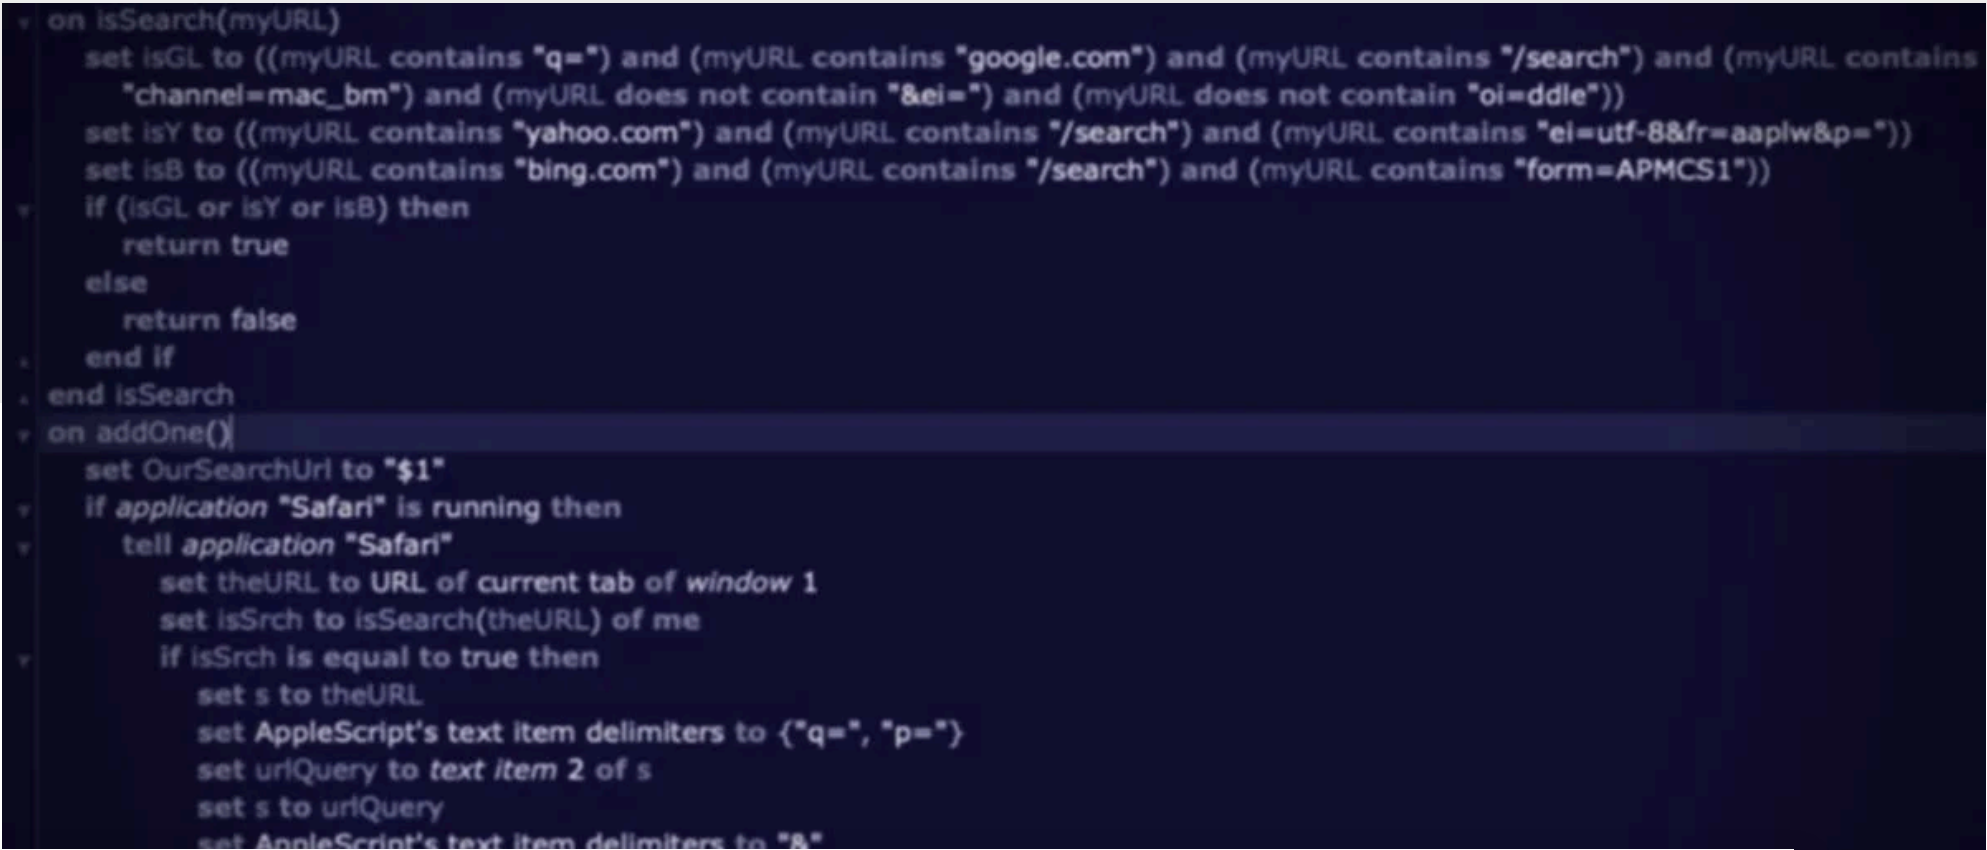 on isSearch(myURL)
set isGL to ((myURL contains "q=") and (myURL contains "google.com") and (myURL contains "/search") and (myURL contains
"channel=mac_bm") and (myURL does not contain "&ei=") and (myURL does not contain "oi=ddle"))
set isY to ((myURL contains "yahoo.com") and (myURL contains "/search") and (myURL contains "ei=utf-8&fr=aaplw&p="))
set isB to ((myURL contains "bing.com") and (myURL contains "/search") and (myURL contains "form=APMCS1"))
if (isGL or isY or isB) then
return true
else
return false
end if
end isSearch
on addOne()
set OurSearchUrl to "$1"
if application "Safari" is running then
tell application "Safari"
set theURL to URL of current tab of window 1
set isSrch to isSearch(theURL) of me
if isSrch is equal to true then
set s to theURL
set AppleScript's text item delimiters to {"q=", "p="}
set urlQuery to text item 2 of s
set s to urlQuery
set AppleScript's text item delimiters to "&"